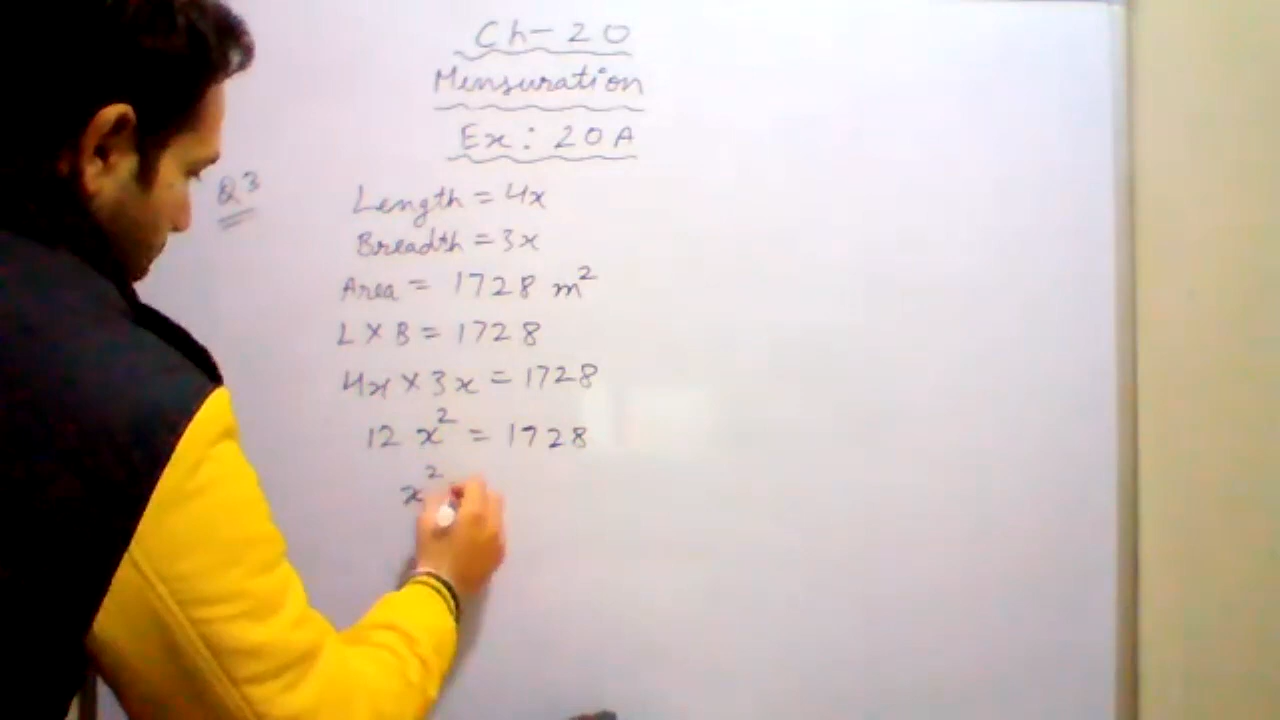 Ch-20
Mensuration
Ex: 20A
Q3
Length = 4x
Breadth = 3x
Area = 1728 m²
L × B = 1728
4x × 3x = 1728
12 x² = 1728
x²